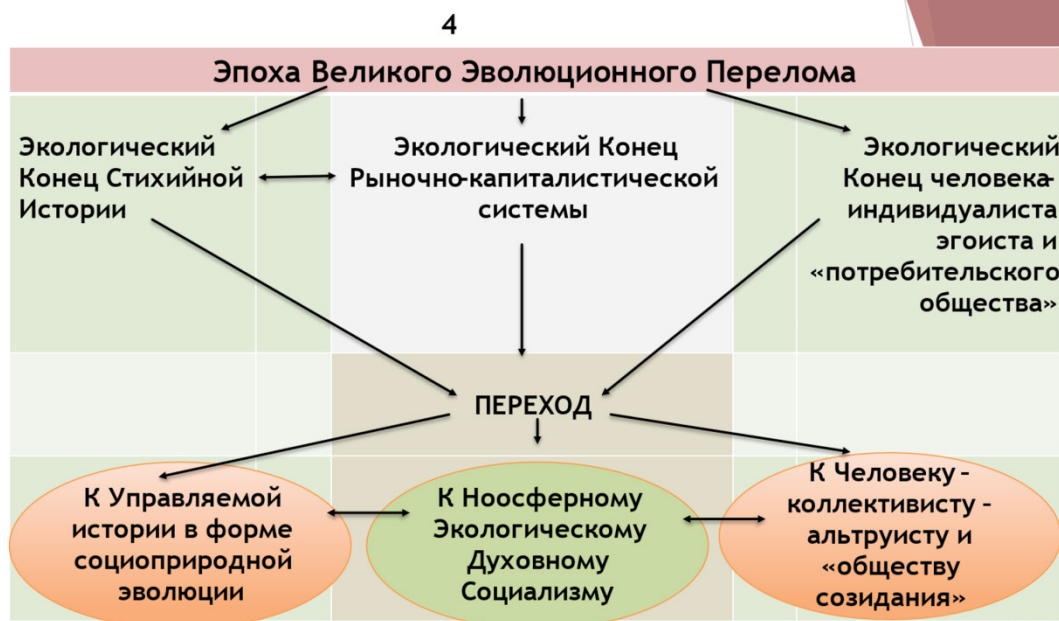 4
Эпоха Великого Эволюционного Перелома
Экологический
Конец Стихийной
Истории
Экологический Конец
Рыночно-капиталистической
системы
Экологический
Конец человека-
индивидуалиста
эгоиста и
«потребительского
общества»
ПЕРЕХОД
К Управляемой
истории в форме
социоприродной
эволюции
К Ноосферному
Экологическому
Духовному
Социализму
К Человеку –
коллективисту –
альтруисту и
«обществу
созидания»